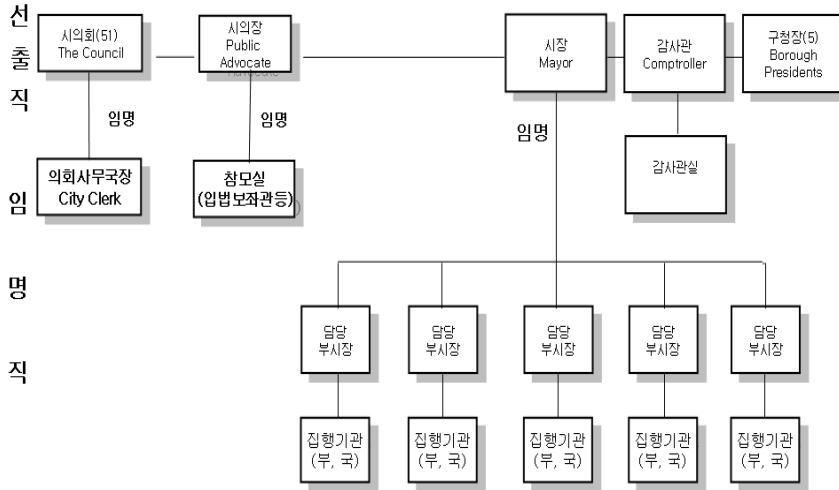 선출직
시의회(51)
The Council
시의장
Public
Advocate
시장
Mayor
감사관
Comptroller
구청장(5)
Borough
Presidents
임명
임명
임명
임명직
의회사무국장
City Clerk
참모실
(입법보좌관등)
감사관실
담당
부시장
담당
부시장
담당
부시장
담당
부시장
담당
부시장
집행기관
(부, 국)
집행기관
(부, 국)
집행기관
(부, 국)
집행기관
(부, 국)
집행기관
(부, 국)